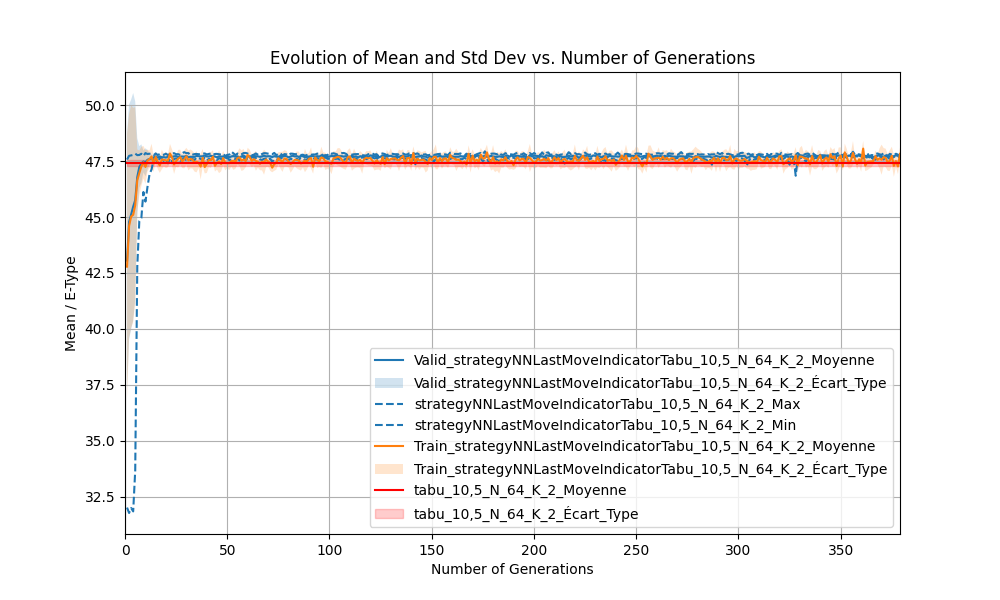 Evolution of Mean and Std Dev vs. Number of Generations
50.0
47.5
45.0
42.5
40.0
37.5
35.0
32.5
Mean / E-Type
Valid_strategyNNLastMoveIndicatorTabu_10,5_N_64_K_2_Moyenne
Valid_strategyNNLastMoveIndicatorTabu_10,5_N_64_K_2_Écart_Type
strategyNNLastMoveIndicatorTabu_10,5_N_64_K_2_Max
strategyNNLastMoveIndicatorTabu_10,5_N_64_K_2_Min
Train_strategyNNLastMoveIndicatorTabu_10,5_N_64_K_2_Moyenne
Train_strategyNNLastMoveIndicatorTabu_10,5_N_64_K_2_Écart_Type
tabu_10,5_N_64_K_2_Moyenne
tabu_10,5_N_64_K_2_Écart_Type
0 50 100 150 200 250 300 350
Number of Generations